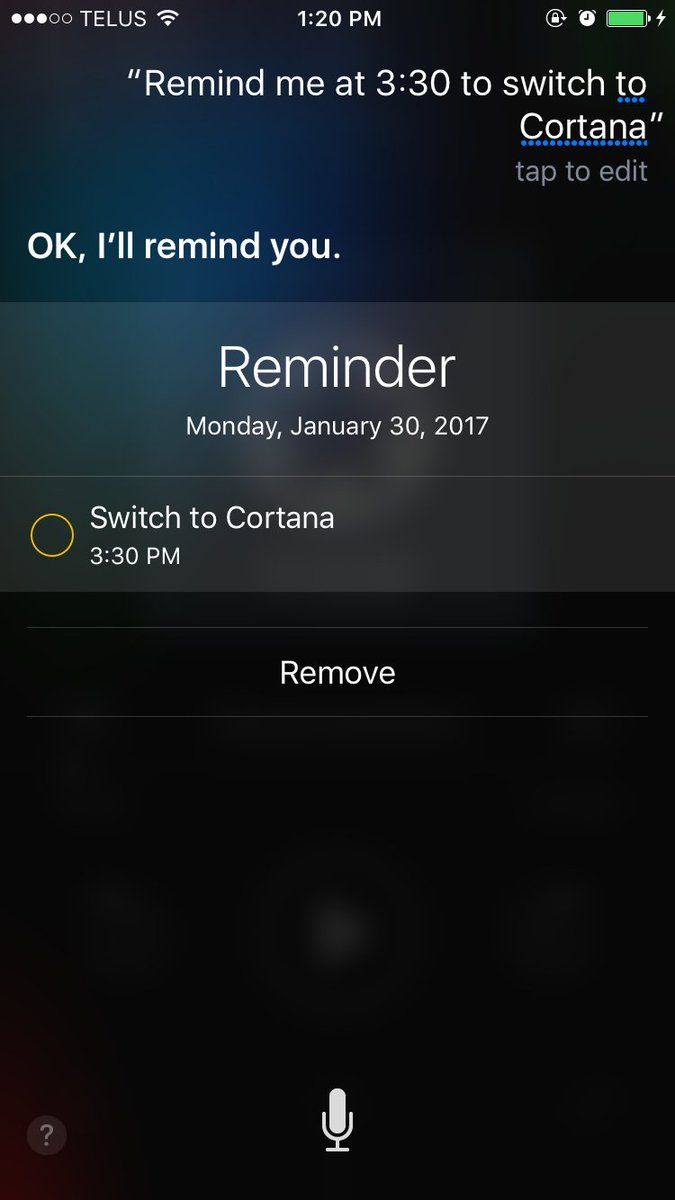 TELUS 1:20 PM
“Remind me at 3:30 to switch to
Cortana”
tap to edit
OK, I’ll remind you.
Reminder
Monday, January 30, 2017
Switch to Cortana
3:30 PM
Remove
?